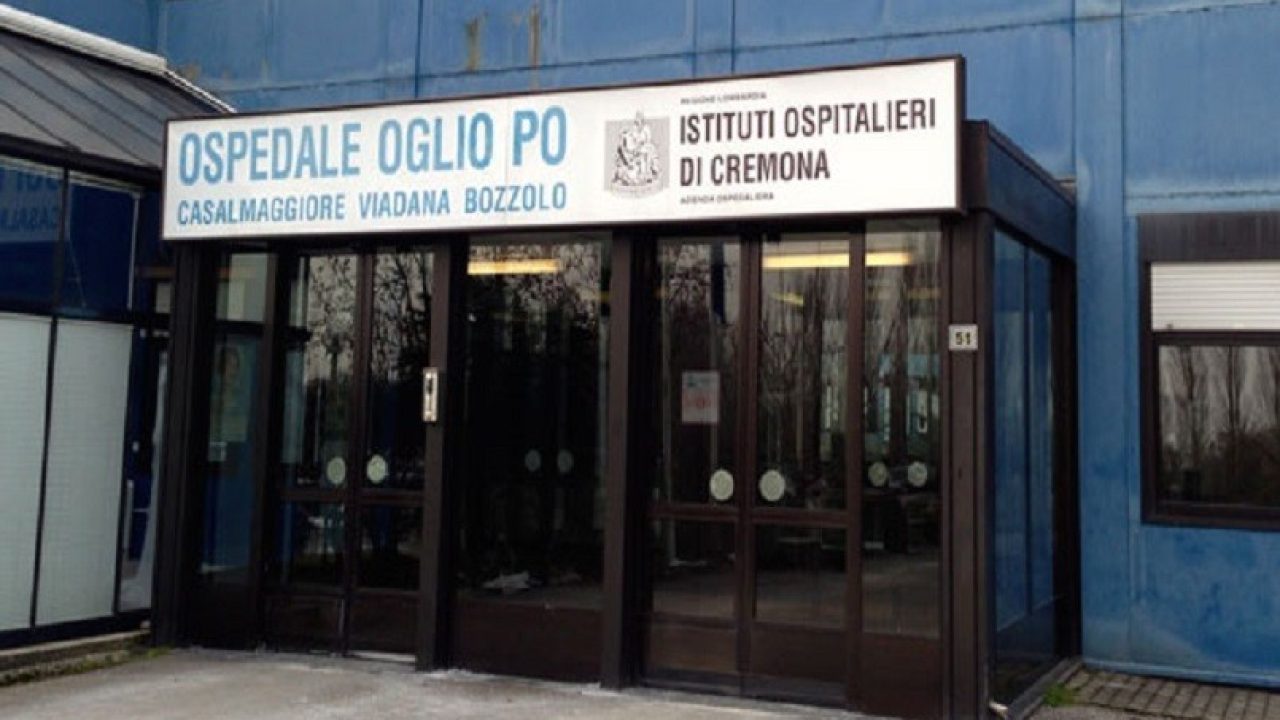 OSPEDALE OGLIO PO
CASALMAGGIORE VIADANA BOZZOLO
REGIONE LOMBARDIA
ISTITUTI OSPITALIERI
DI CREMONA
AZIENDA OSPEDALIERA
51